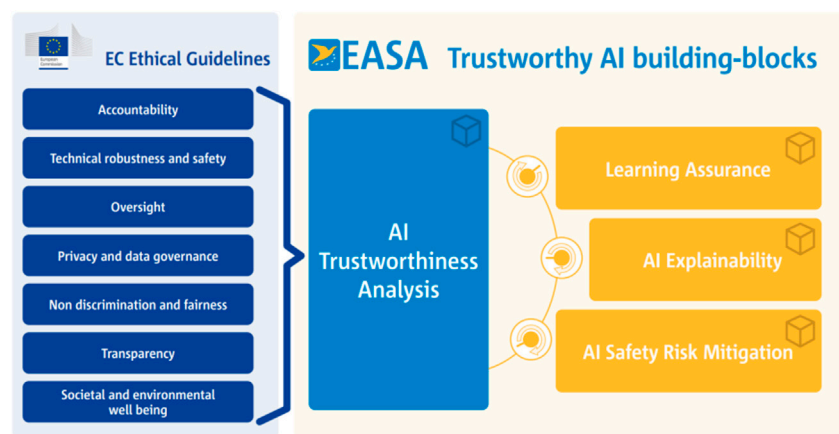 EC Ethical Guidelines
European
Commission
Accountability
Technical robustness and safety
Oversight
Privacy and data governance
Non discrimination and fairness
Transparency
Societal and environmental
well being
EASA Trustworthy AI building-blocks
AI
Trustworthiness
Analysis
Learning Assurance
AI Explainability
AI Safety Risk Mitigation